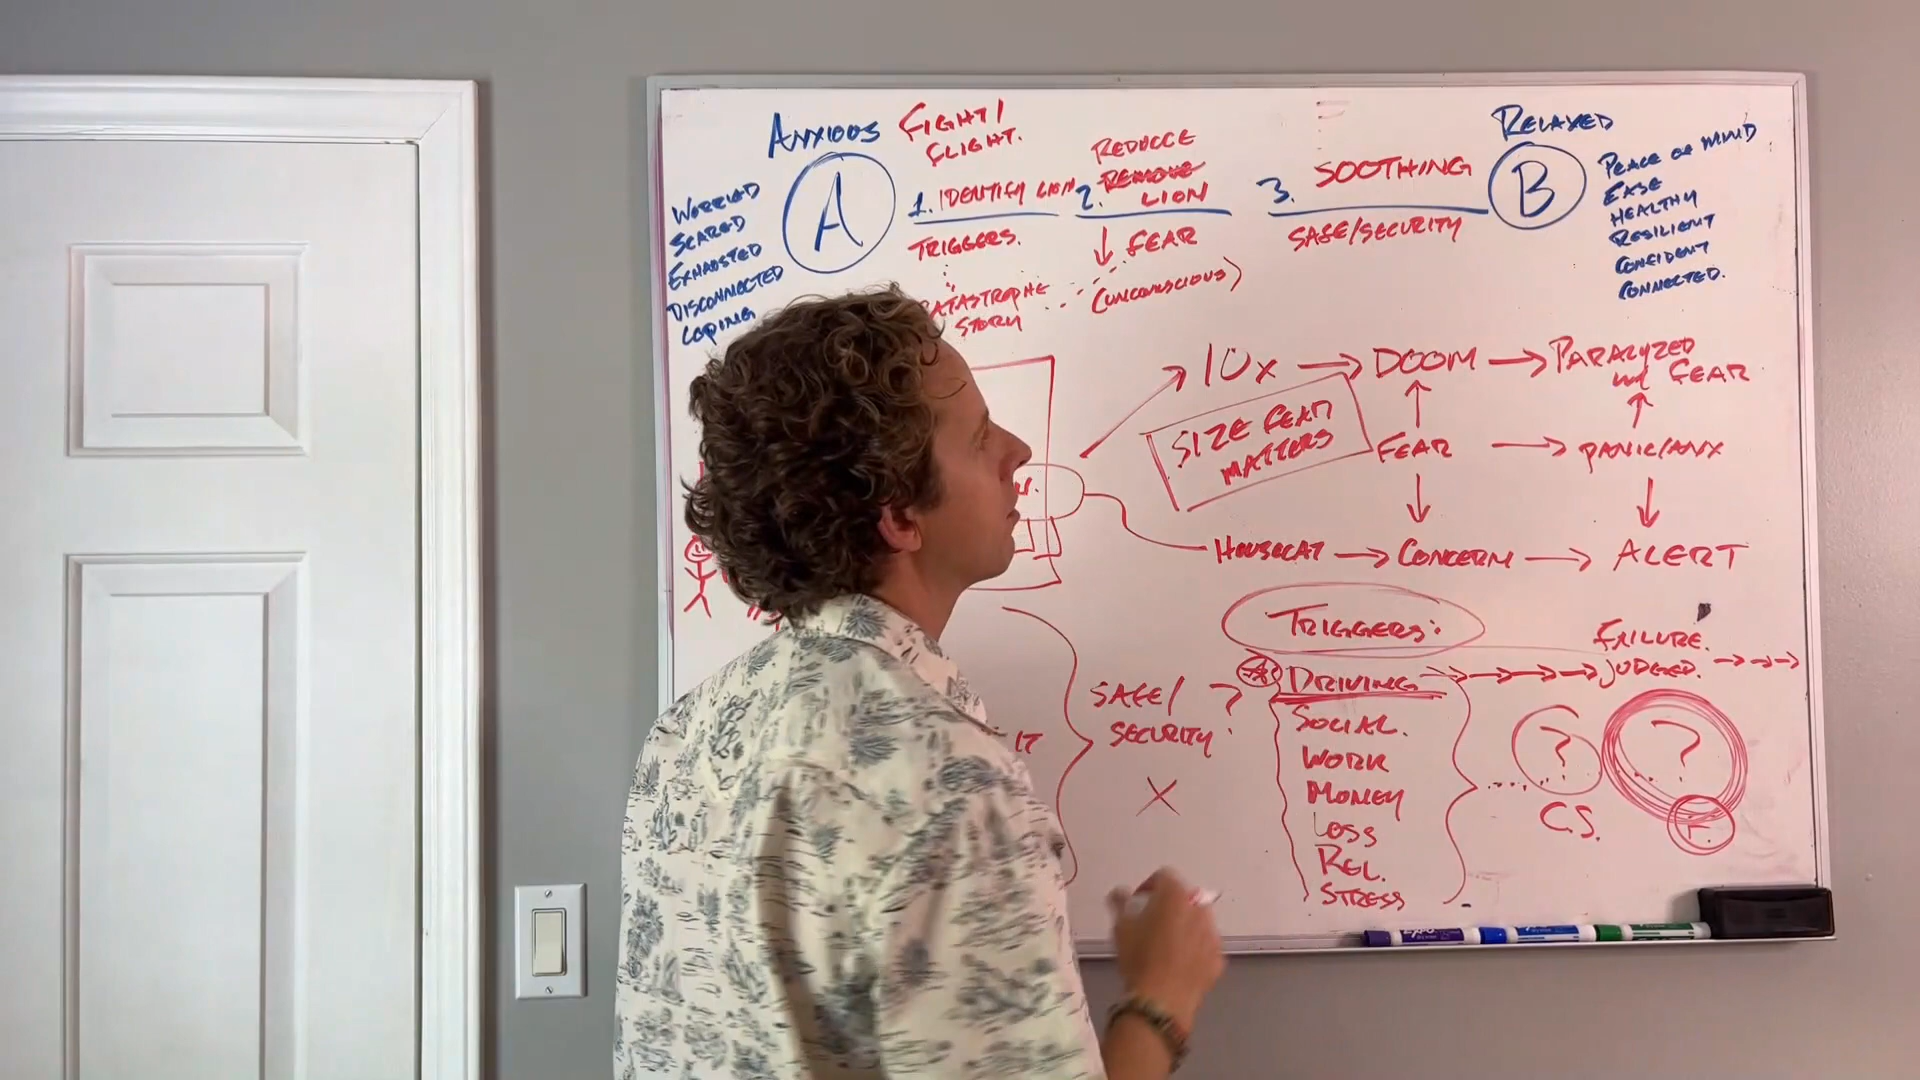 ANXIOUS
FIGHT/
FLIGHT.
WORRIED
SCARED
EXHAUSTED
DISCONNECTED
COPING
A
1. IDENTIFY LION
TRIGGERS.
CATASTROPHE
STORY
REDUCE
2. REMOVE
LION
↓ FEAR
(UNCONSCIOUS)
3. SOOTHING
SAFE/SECURITY
RELAXED
B
PEACE OF MIND
EASE
HEALTHY
RESILIENT
CONFIDENT
CONNECTED.
→ 10x → DOOM → PARALYZED
w/ FEAR
SIZE FEAR
MATTERS
FEAR → PANIC/ANX
HOUSECAT → CONCERN → ALERT
TRIGGERS:
FAILURE.
DRIVING →→→→→ JUDGED. →→→
SOCIAL.
WORK
MONEY
LOSS
REL.
STRESS
SAFE/
SECURITY
?
X
IT
?
C.S.
?
EXPO